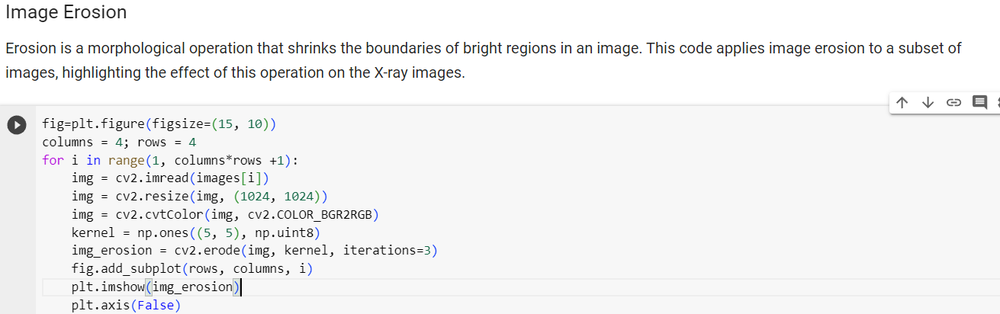 Image Erosion
Erosion is a morphological operation that shrinks the boundaries of bright regions in an image. This code applies image erosion to a subset of
images, highlighting the effect of this operation on the X-ray images.
fig=plt.figure(figsize=(15, 10))
columns = 4; rows = 4
for i in range(1, columns*rows +1):
    img = cv2.imread(images[i])
    img = cv2.resize(img, (1024, 1024))
    img = cv2.cvtColor(img, cv2.COLOR_BGR2RGB)
    kernel = np.ones((5, 5), np.uint8)
    img_erosion = cv2.erode(img, kernel, iterations=3)
    fig.add_subplot(rows, columns, i)
    plt.imshow(img_erosion)
    plt.axis(False)